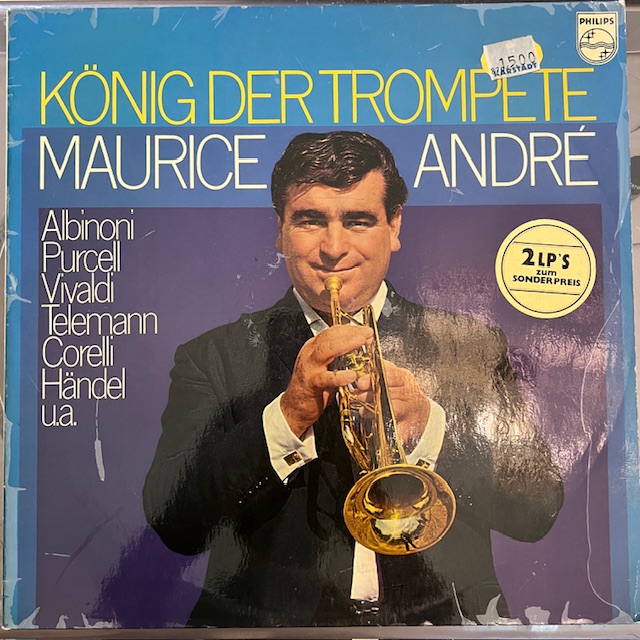 PHILIPS
1500
KARSTADT
KÖNIG DER TROMPETE
MAURICE ANDRÉ
Albinoni
Purcell
Vivaldi
Telemann
Corelli
Händel
u.a.
2 LP'S
zum
SONDERPREIS